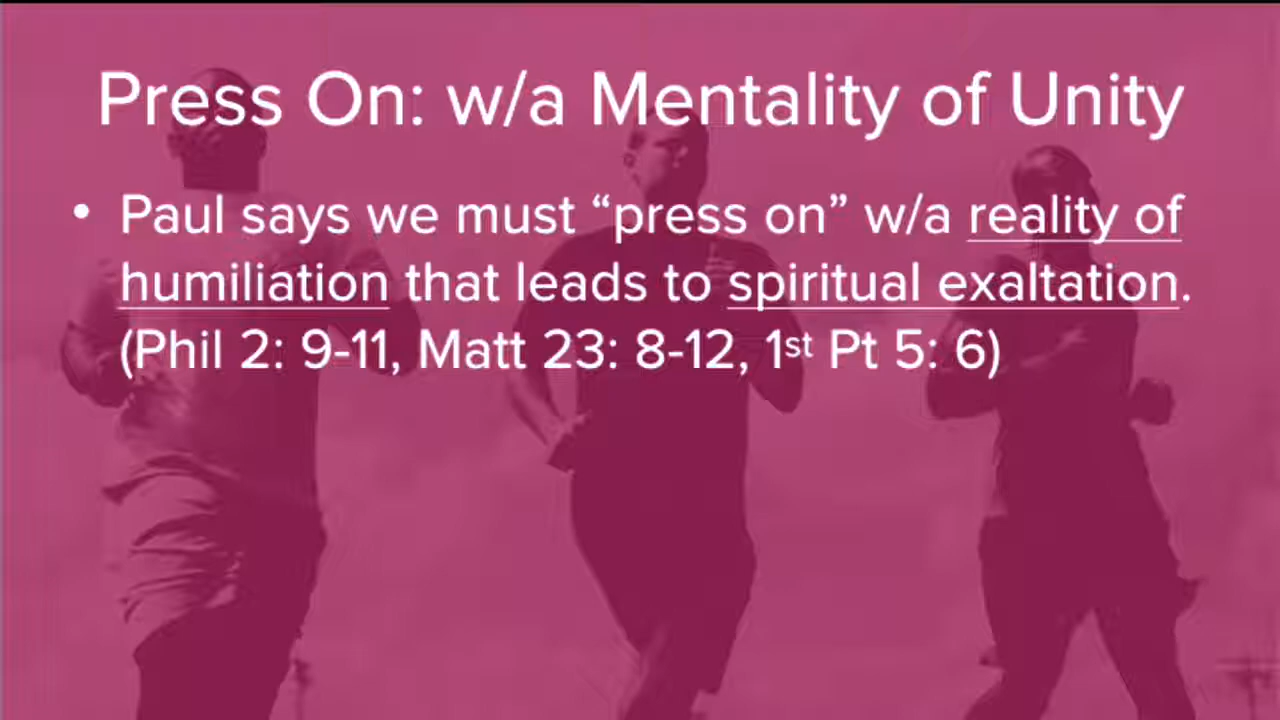 Press On: w/a Mentality of Unity
• Paul says we must “press on” w/a reality of
humiliation that leads to spiritual exaltation.
(Phil 2: 9-11, Matt 23: 8-12, 1st Pt 5: 6)